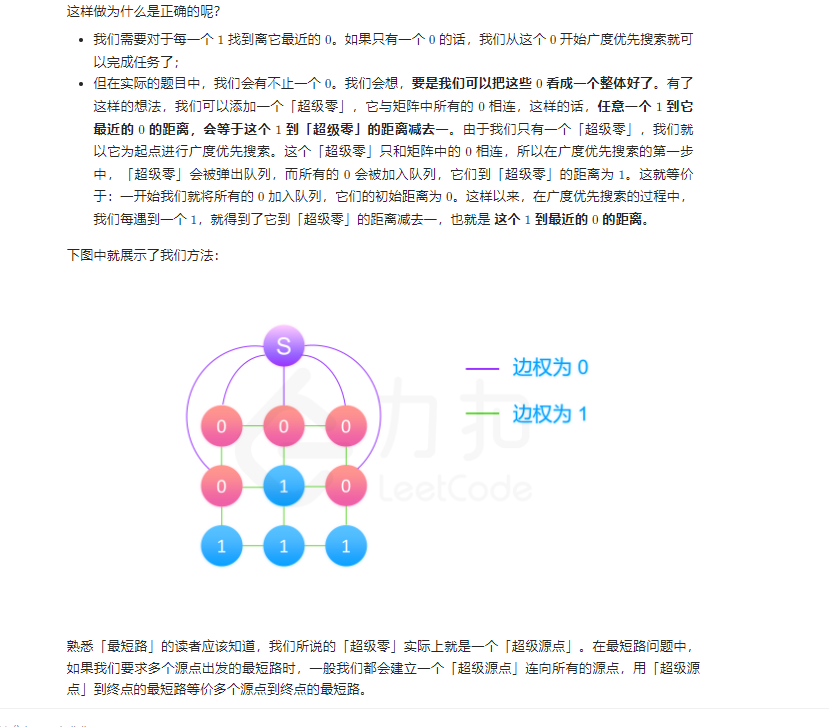 这样做为什么是正确的呢？
• 我们需要对于每一个 1 找到离它最近的 0。如果只有一个 0 的话，我们从这个 0 开始广度优先搜索就可
以完成任务了；
• 但在实际的题目中，我们会有不止一个 0。我们会想，要是我们可以把这些 0 看成一个整体好了。有了
这样的想法，我们可以添加一个「超级零」，它与矩阵中所有的 0 相连，这样的话，任意一个 1 到它
最近的 0 的距离，会等于这个 1 到「超级零」的距离减去一。由于我们只有一个「超级零」，我们就
以它为起点进行广度优先搜索。这个「超级零」只和矩阵中的 0 相连，所以在广度优先搜索的第一步
中，「超级零」会被弹出队列，而所有的 0 会被加入队列，它们到「超级零」的距离为 1。这就等价
于：一开始我们就将所有的 0 加入队列，它们的初始距离为 0。这样以来，在广度优先搜索的过程中，
我们每遇到一个 1，就得到了它到「超级零」的距离减去一，也就是 这个 1 到最近的 0 的距离。
下图中就展示了我们方法：
S
边权为 0
边权为 1
0 0 0
0 1 0
1 1 1
力扣
LeetCode
熟悉「最短路」的读者应该知道，我们所说的「超级零」实际上就是一个「超级源点」。在最短路问题中，
如果我们要求多个源点出发的最短路时，一般我们都会建立一个「超级源点」连向所有的源点，用「超级源
点」到终点的最短路等价多个源点到终点的最短路。